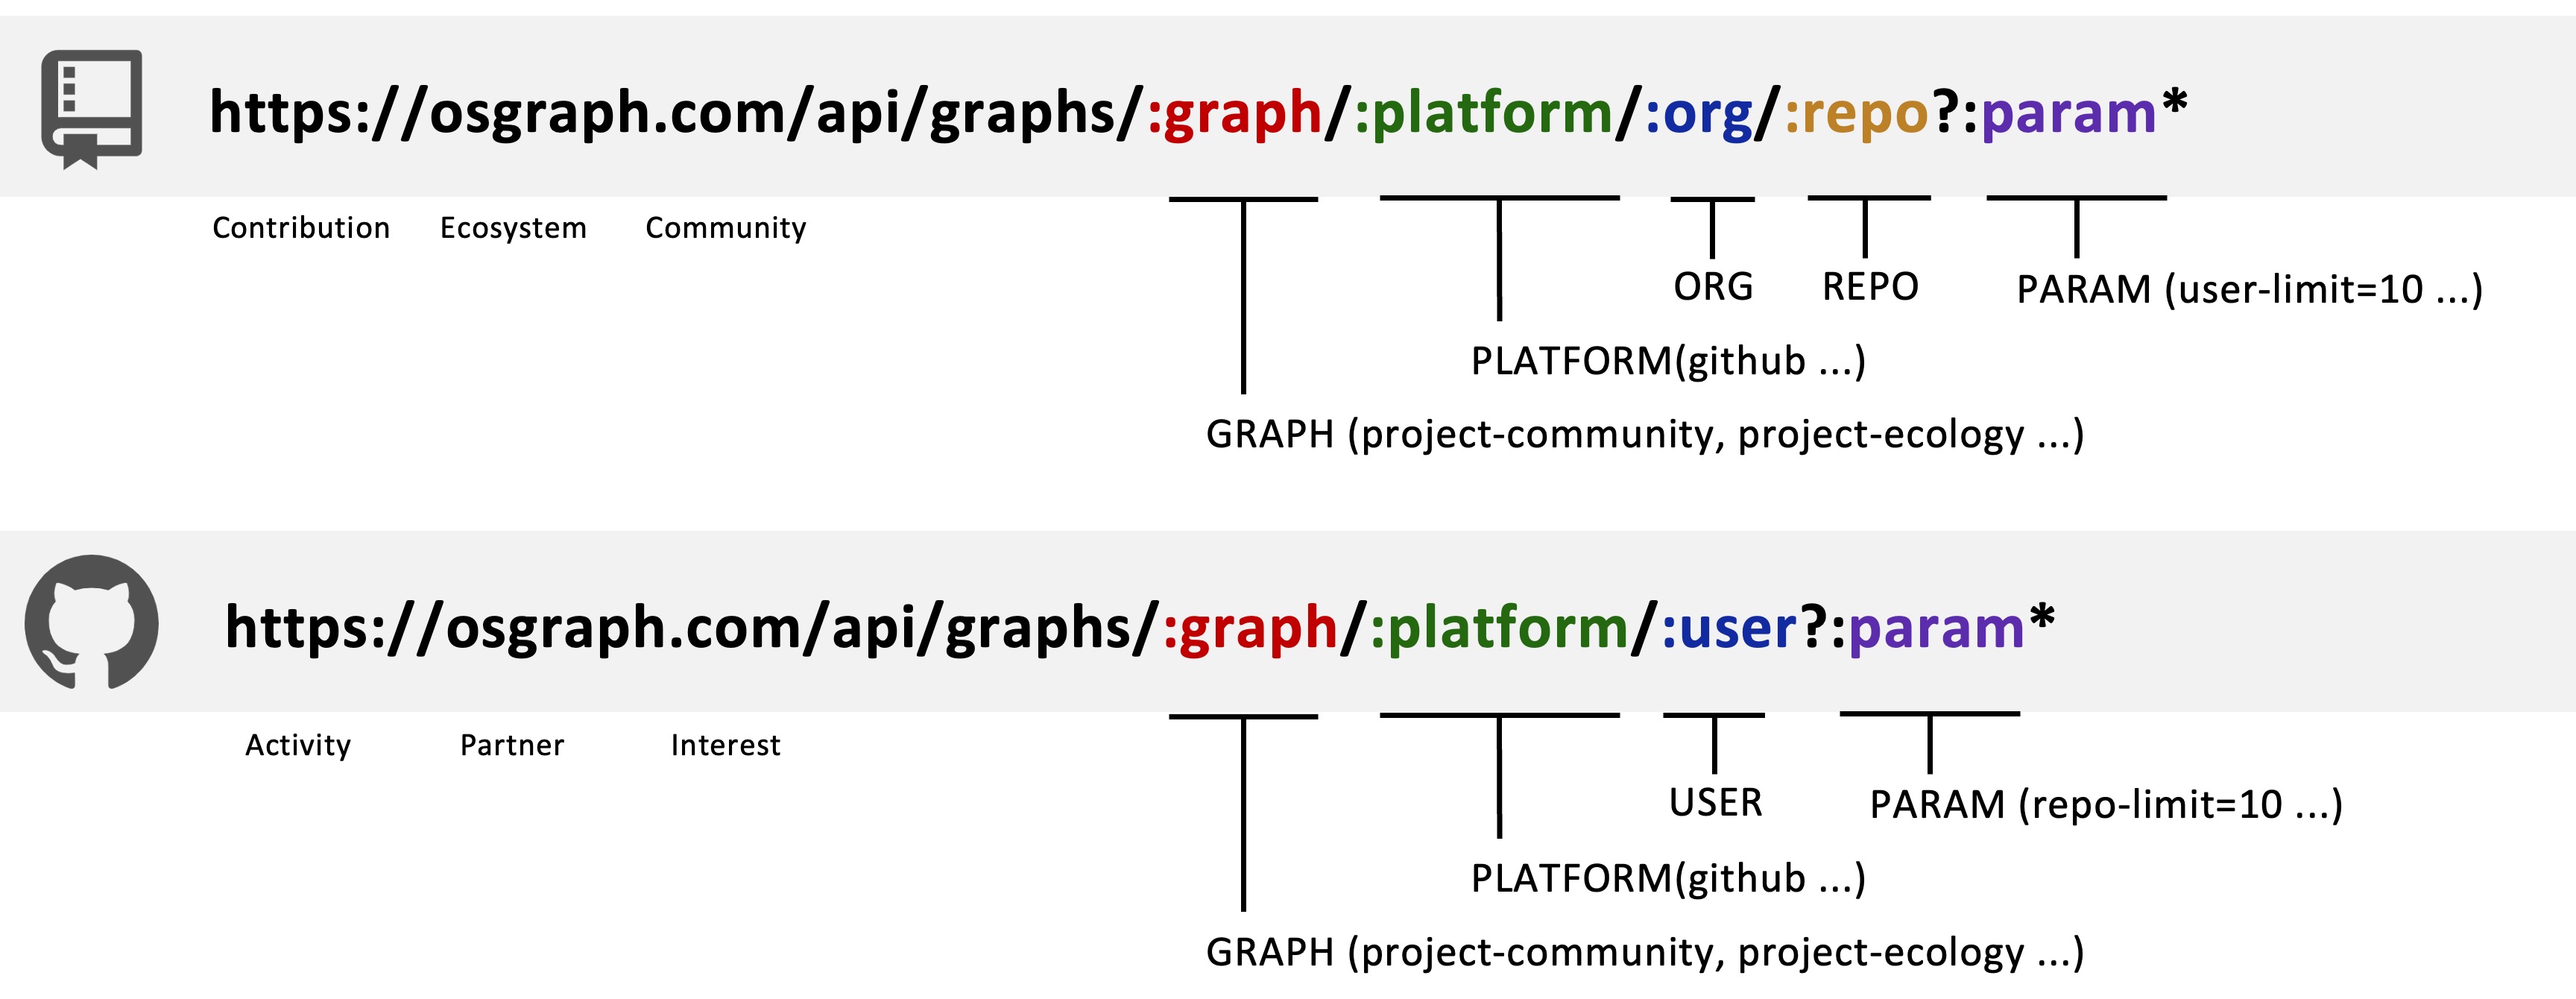 https://osgraph.com/api/graphs/:graph/:platform/:org/:repo?:param*
Contribution Ecosystem Community
ORG REPO PARAM (user-limit=10 ...)
PLATFORM(github ...)
GRAPH (project-community, project-ecology ...)
https://osgraph.com/api/graphs/:graph/:platform/:user?:param*
Activity Partner Interest
USER PARAM (repo-limit=10 ...)
PLATFORM(github ...)
GRAPH (project-community, project-ecology ...)